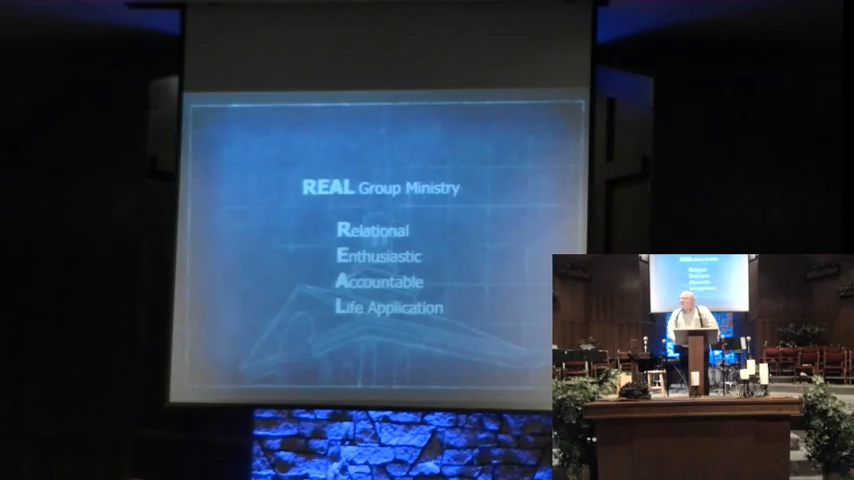 REAL Group Ministry
Relational
Enthusiastic
Accountable
Life Application